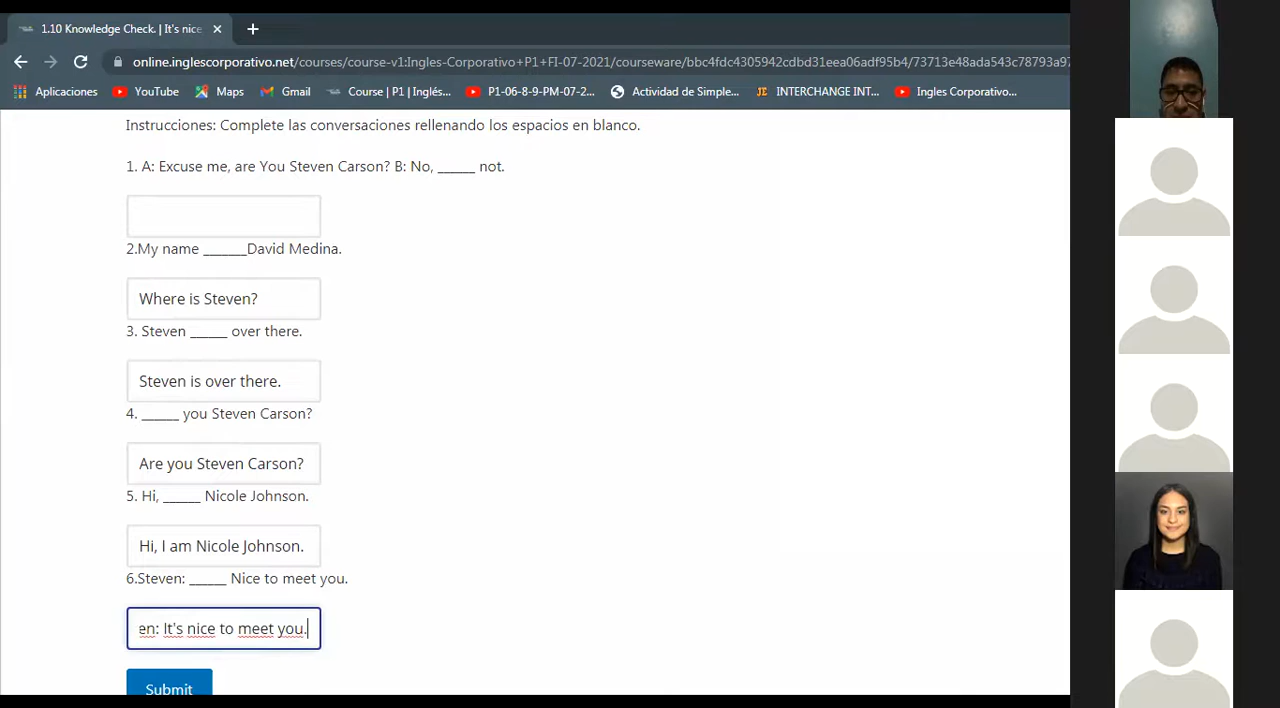 1.10 Knowledge Check. | It's nice
online.inglescorporativo.net/courses/course-v1:Ingles-Corporativo+P1+FI-07-2021/courseware/bbc4fdc4305942cdbd31eea06adf95b4/73713e48ada543c78793a97
Aplicaciones YouTube Maps Gmail Course | P1 | Inglés... P1-06-8-9-PM-07-2... Actividad de Simple... JE INTERCHANGE INT... Ingles Corporativo...
Instrucciones: Complete las conversaciones rellenando los espacios en blanco.
1. A: Excuse me, are You Steven Carson? B: No, ______ not.
2.My name _______David Medina.
Where is Steven?
3. Steven ______ over there.
Steven is over there.
4. ______ you Steven Carson?
Are you Steven Carson?
5. Hi, ______ Nicole Johnson.
Hi, I am Nicole Johnson.
6.Steven: ______ Nice to meet you.
en: It's nice to meet you.
Submit